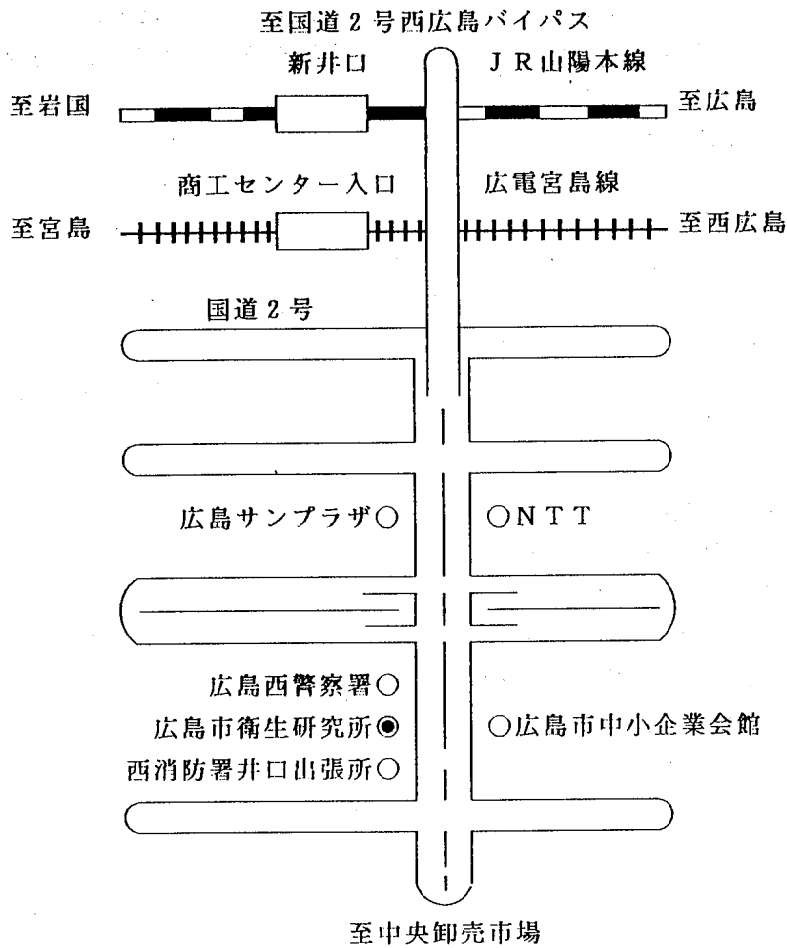 至国道2号西広島バイパス
新井口 JR山陽本線
至岩国 至広島
商工センター入口 広電宮島線
至宮島 至西広島
国道2号
広島サンプラザ○ ○NTT
広島西警察署○
広島市衛生研究所◉ ○広島市中小企業会館
西消防署井口出張所○
至中央卸売市場